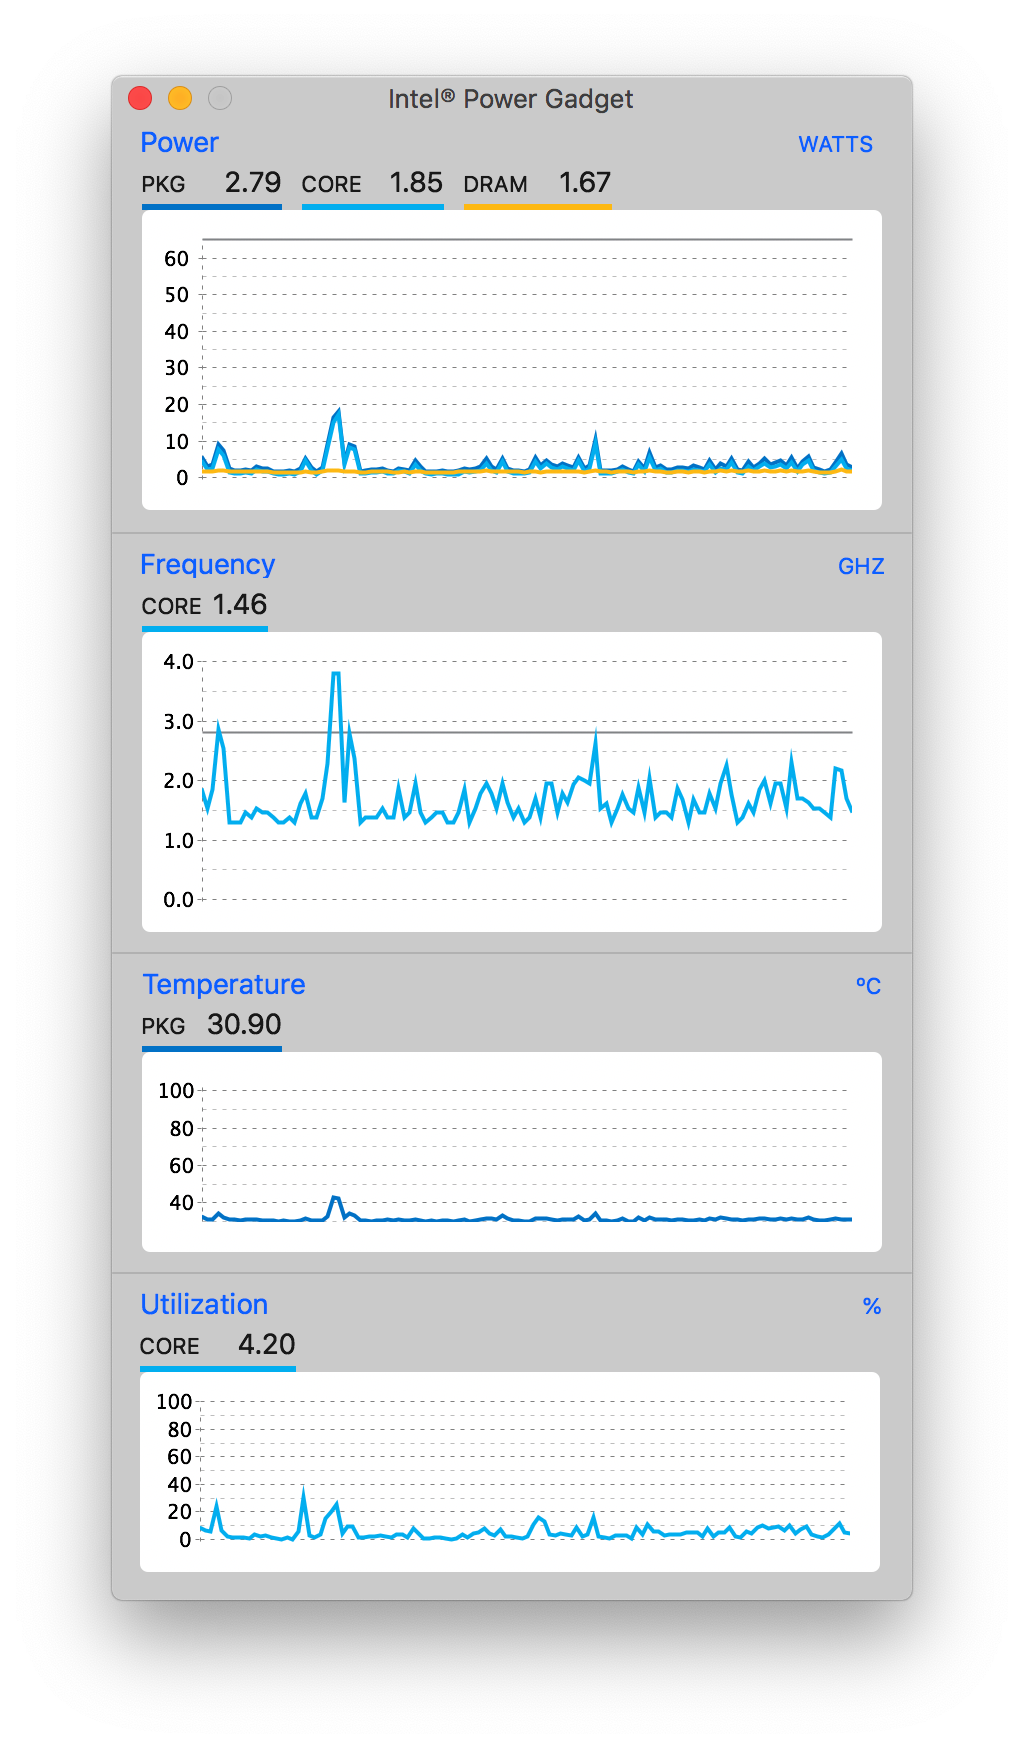 Intel® Power Gadget
Power WATTS
PKG 2.79 CORE 1.85 DRAM 1.67
60
50
40
30
20
10
0
Frequency GHZ
CORE 1.46
4.0
3.0
2.0
1.0
0.0
Temperature ºC
PKG 30.90
100
80
60
40
Utilization %
CORE 4.20
100
80
60
40
20
0